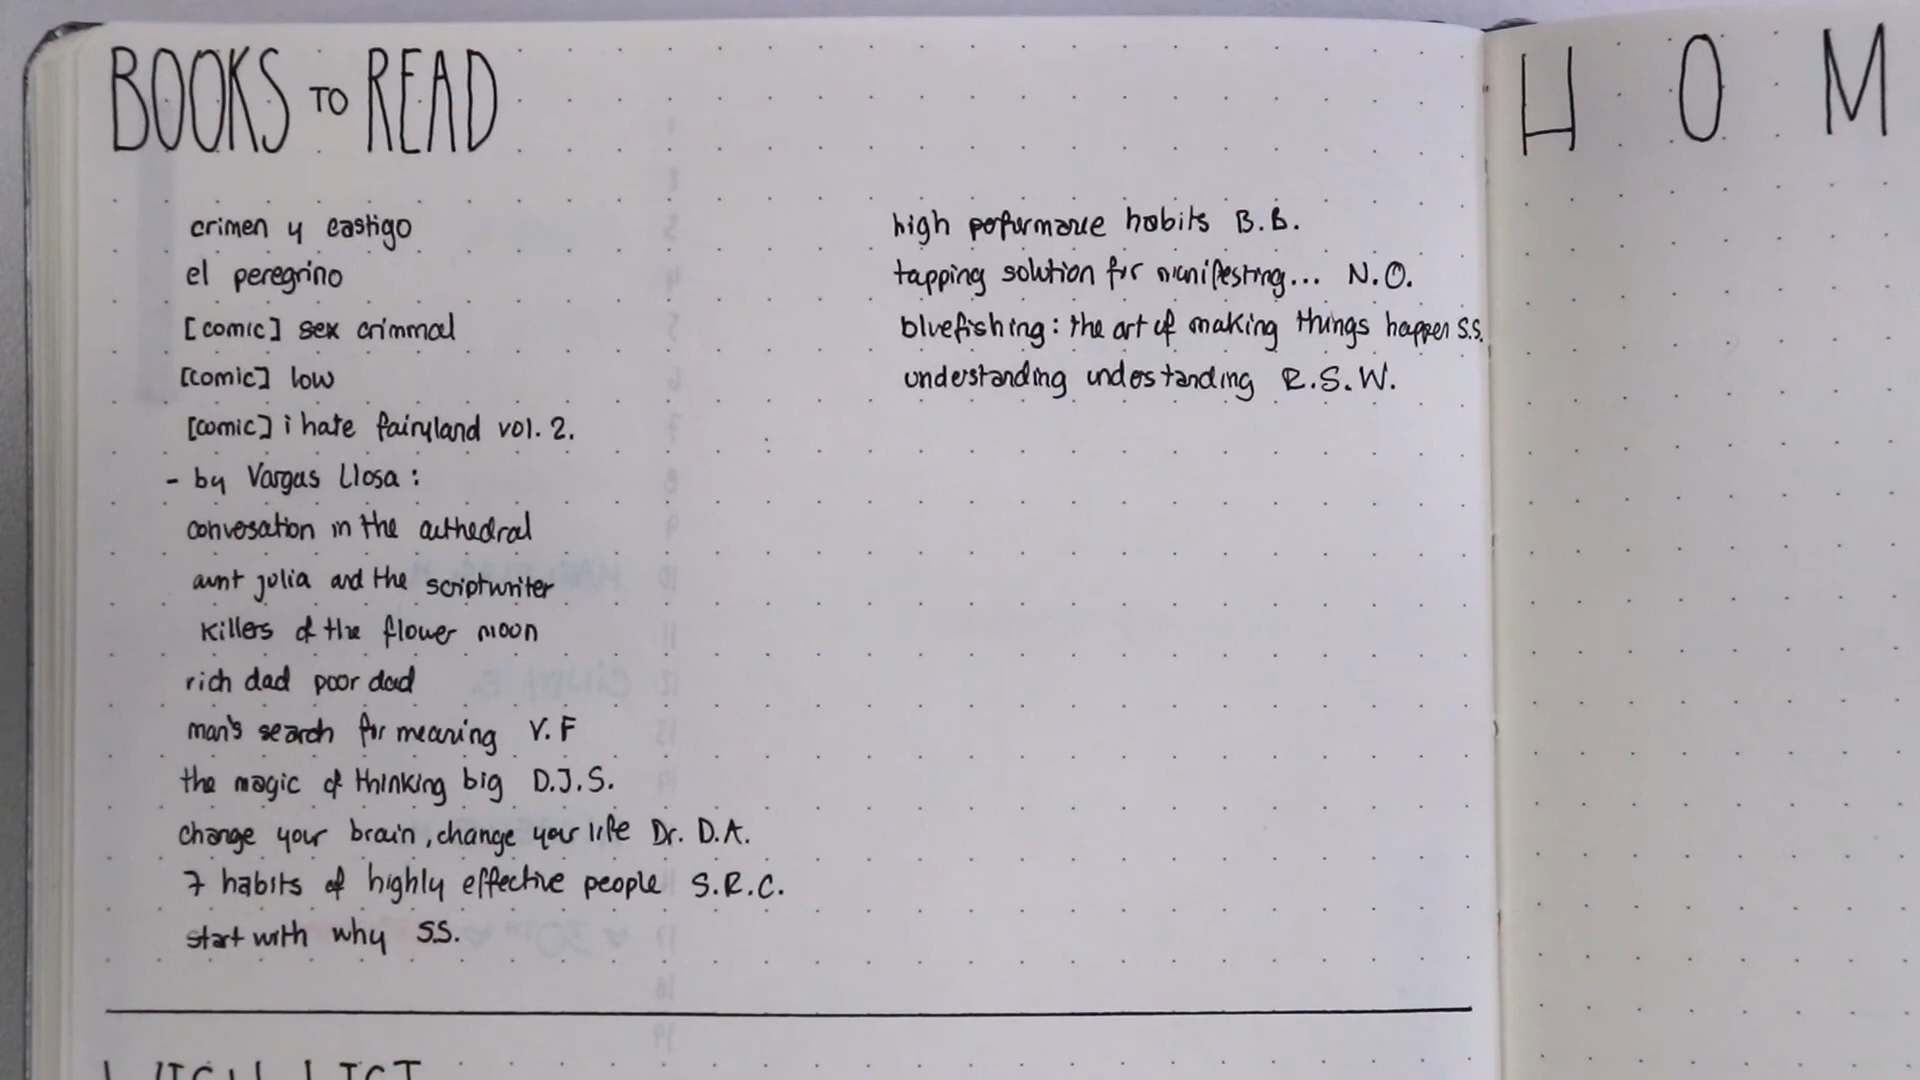 BOOKS TO READ
crimen y castigo
el peregrino
[comic] sex crimmal
[comic] low
[comic] i hate fairyland vol. 2.
- by Vargas Llosa:
convesation in the cathedral
aunt julia and the scriptwriter
killers of the flower moon
rich dad poor dad
man's search for meaning V.F
the magic of thinking big D.J.S.
change your brain, change your life Dr. D.A.
7 habits of highly effective people S.R.C.
start with why S.S.
high peformance habits B.B.
tapping solution for manifesting... N.O.
bluefishing: the art of making things happen S.S.
understanding understanding R.S.W.
WISH LIST
H O M